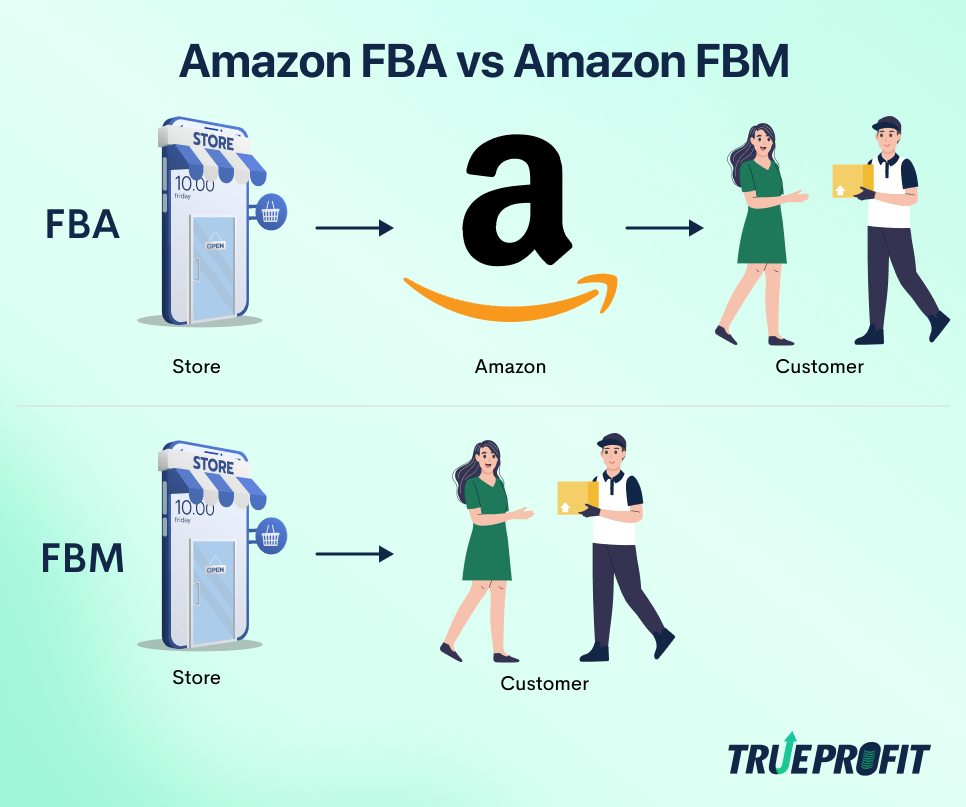 Amazon FBA vs Amazon FBM
FBA
STORE
10.00
friday
OPEN
Store
Amazon
Customer
FBM
STORE
10.00
friday
OPEN
Store
Customer
TRUEPROFIT